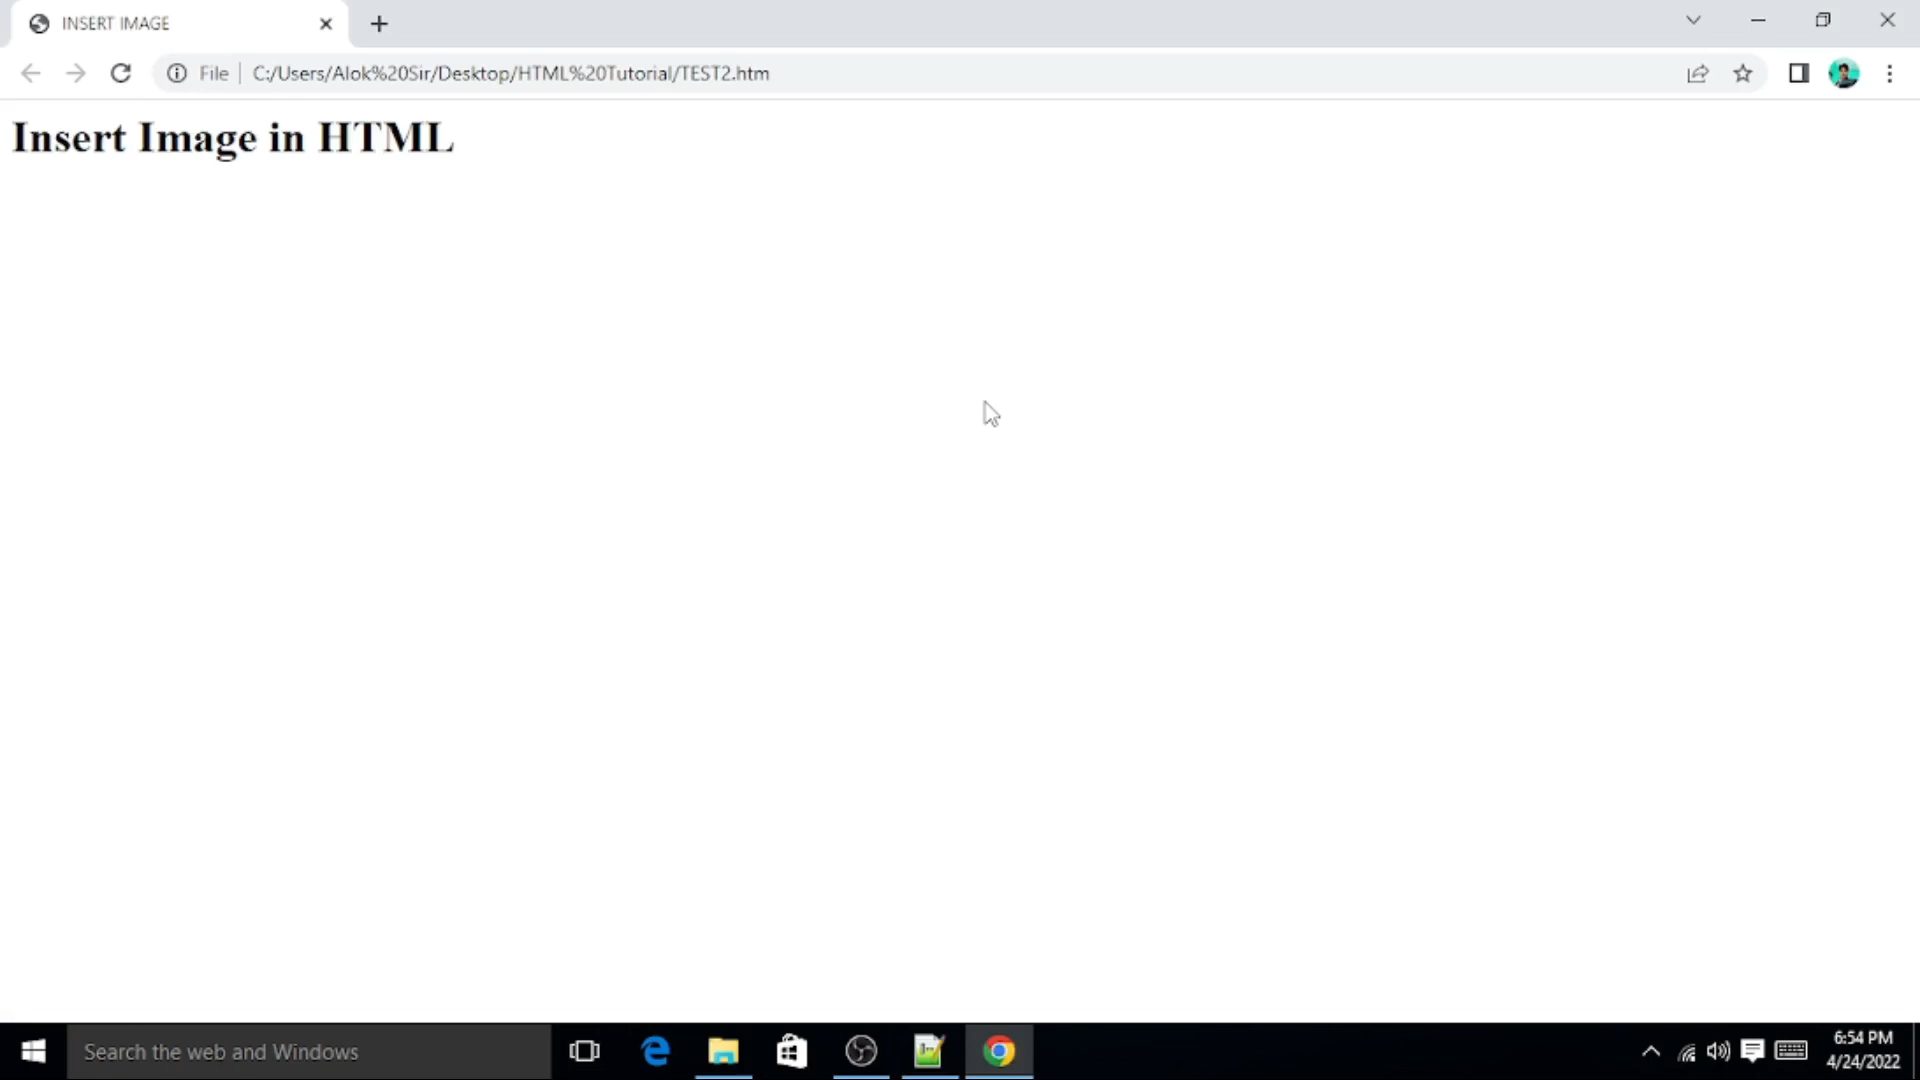 INSERT IMAGE
File
C:/Users/Alok%20Sir/Desktop/HTML%20Tutorial/TEST2.htm
Insert Image in HTML
Search the web and Windows
6:54 PM
4/24/2022